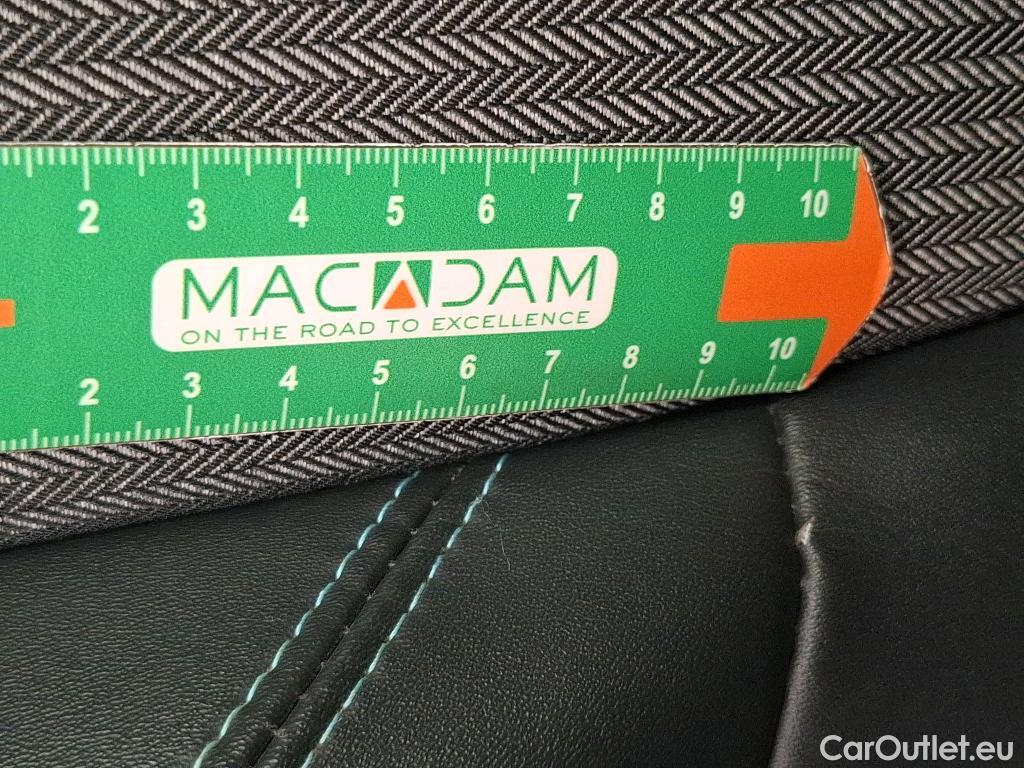 2 3 4 5 6 7 8 9 10
MACADAM
ON THE ROAD TO EXCELLENCE
2 3 4 5 6 7 8 9 10
CarOutlet.eu